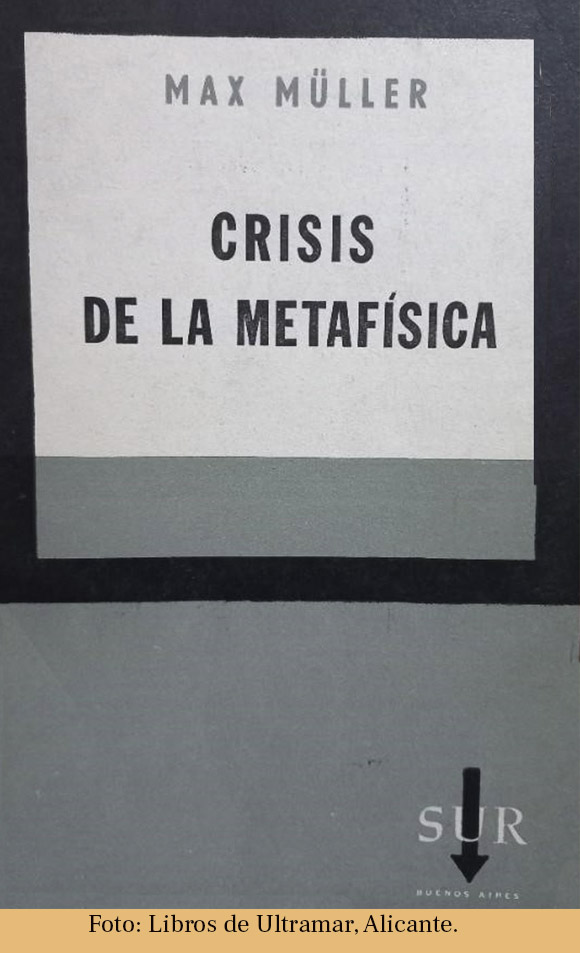 MAX MÜLLER
CRISIS
DE LA METAFÍSICA
SUR
BUENOS AIRES
Foto: Libros de Ultramar, Alicante.